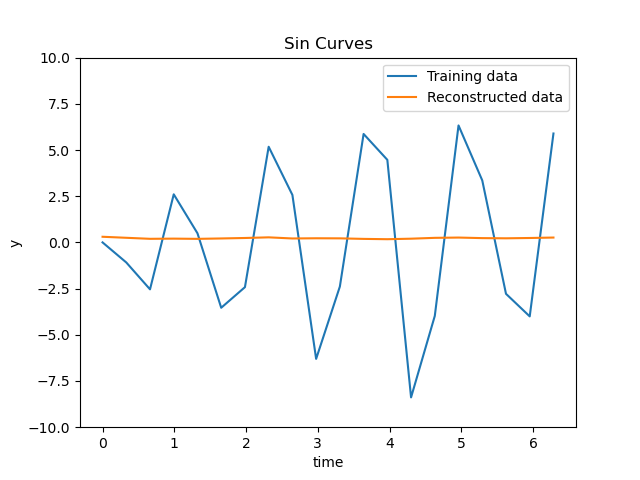 Sin Curves
Training data
Reconstructed data
10.0
7.5
5.0
2.5
0.0
−2.5
−5.0
−7.5
−10.0
y
0 1 2 3 4 5 6
time